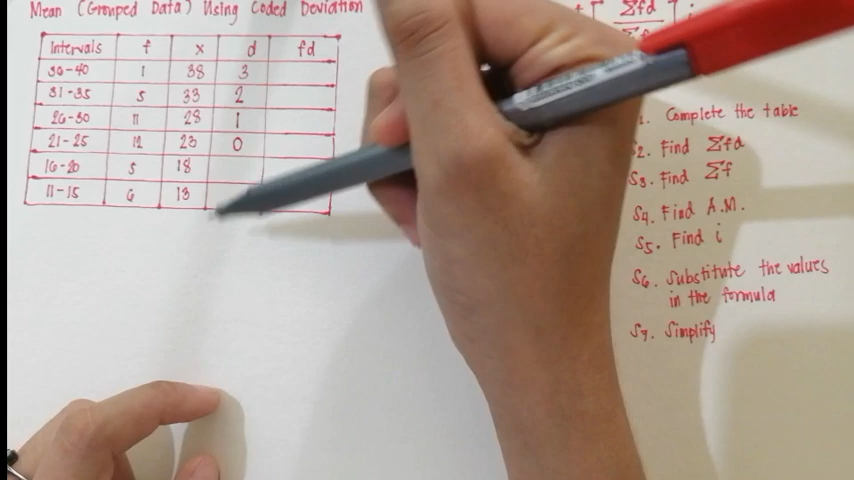 Mean (Grouped Data) Using Coded Deviation
Intervals f x d fd
36-40 1 38 3
31-35 5 33 2
26-30 11 28 1
21-25 12 23 0
16-20 5 18
11-15 6 13
Σfd
i
1. Complete the table
S2. Find Σfd
S3. Find Σf
S4. Find A.M.
S5. Find i
S6. Substitute the values
in the formula
S7. Simplify